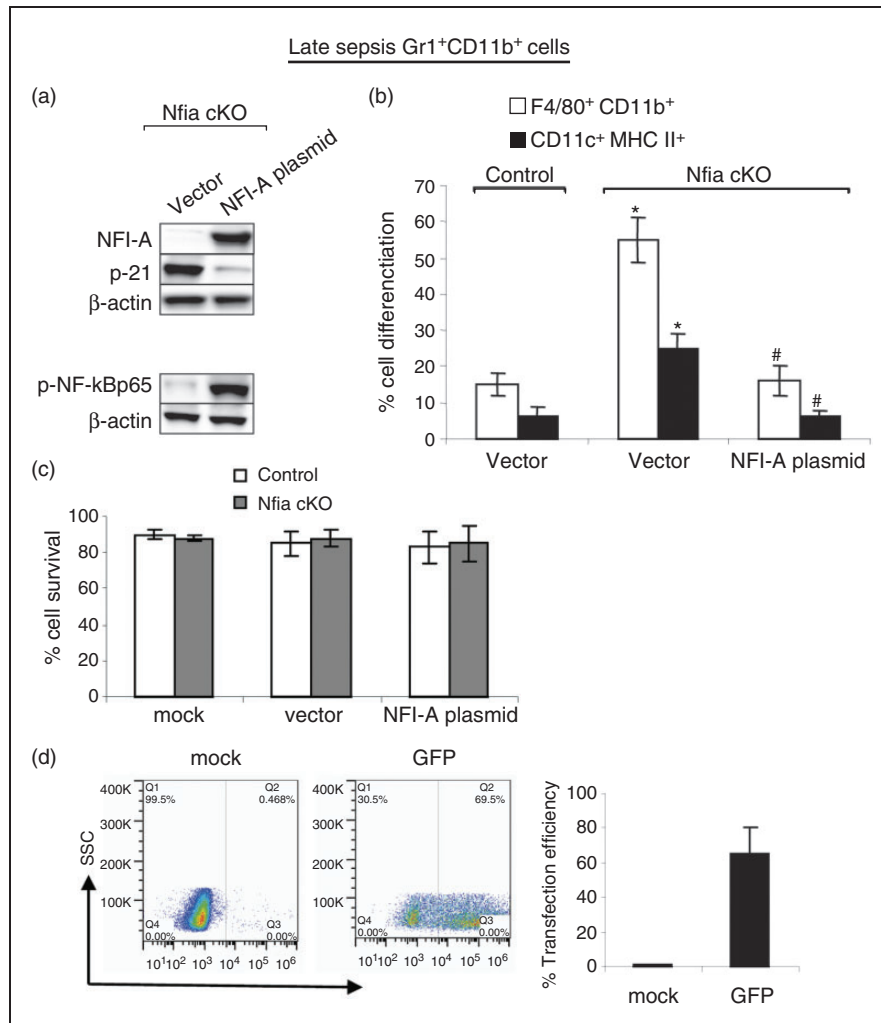 Late sepsis Gr1+CD11b+ cells
(a)
Nfia cKO
Vector
NFI-A plasmid
NFI-A
p-21
β-actin
p-NF-kBp65
β-actin
(b)
F4/80+ CD11b+
CD11c+ MHC II+
Control
Nfia cKO
% cell differenctiation
70
60
50
40
30
20
10
0
*
*
#
#
Vector
Vector
NFI-A plasmid
(c)
Control
Nfia cKO
% cell survival
100
80
60
40
20
0
mock
vector
NFI-A plasmid
(d)
mock
GFP
SSC
400K
300K
200K
100K
Q1
99.5%
Q2
0.468%
Q4
0.00%
Q3
0.00%
10¹10² 10³ 10⁴ 10⁵ 10⁶
400K
300K
200K
100K
Q1
30.5%
Q2
69.5%
Q4
0.00%
Q3
0.00%
10¹10² 10³ 10⁴ 10⁵ 10⁶
% Transfection efficiency
100
80
60
40
20
0
mock
GFP